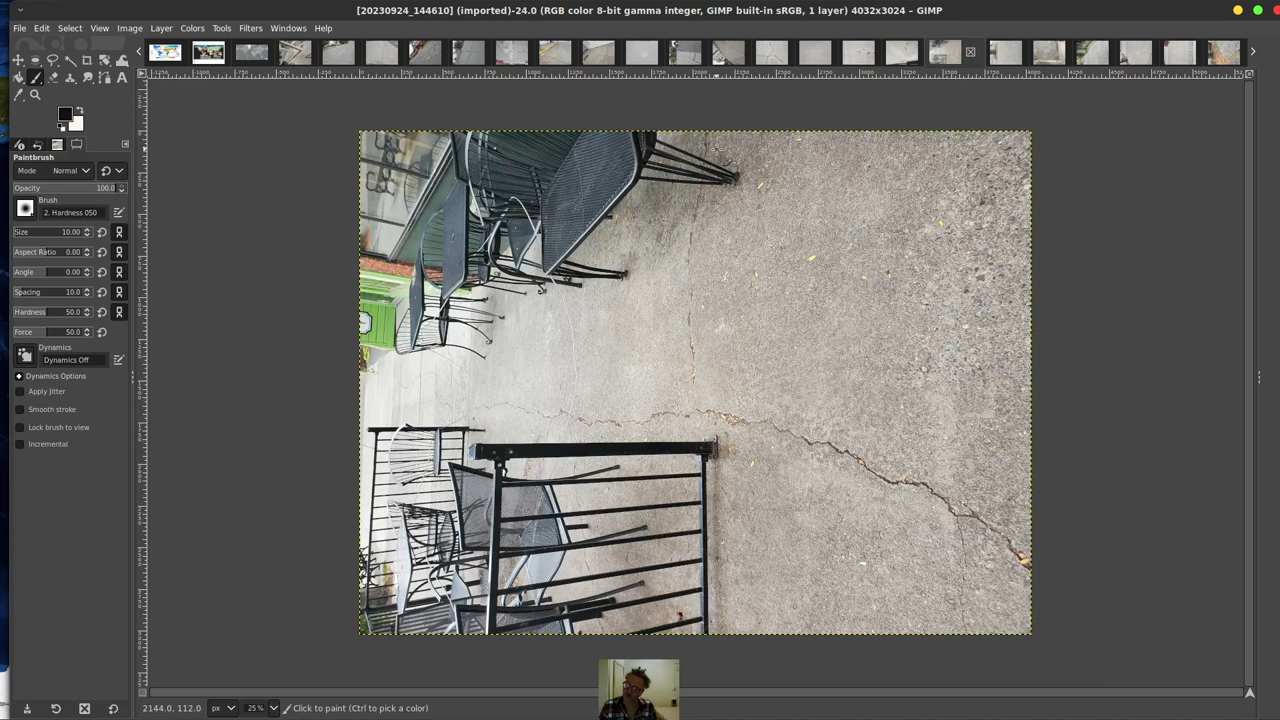 [20230924_144610] (imported)-24.0 (RGB color 8-bit gamma integer, GIMP built-in sRGB, 1 layer) 4032x3024 – GIMP
File Edit Select View Image Layer Colors Tools Filters Windows Help
Paintbrush
Mode Normal
Opacity 100.0
Brush
2. Hardness 050
Size 10.00
Aspect Ratio 0.00
Angle 0.00
Spacing 10.0
Hardness 50.0
Force 50.0
Dynamics
Dynamics Off
Dynamics Options
Apply Jitter
Smooth stroke
Lock brush to view
Incremental
2144.0, 112.0 px 25 % Click to paint (Ctrl to pick a color)